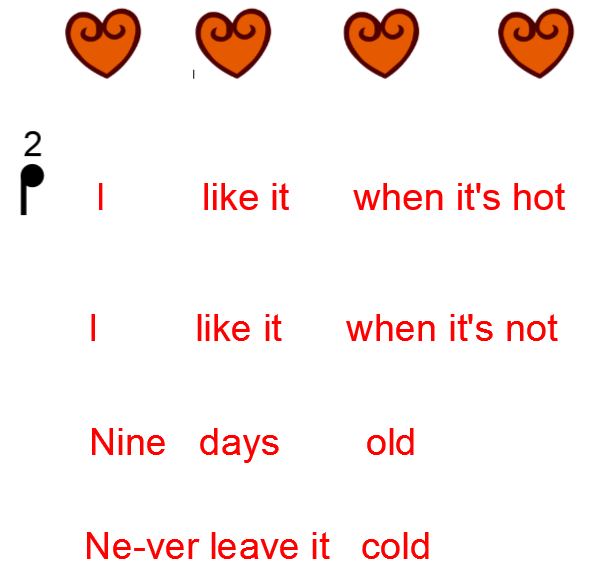 2
I like it when it's hot
I like it when it's not
Nine days old
Ne-ver leave it cold